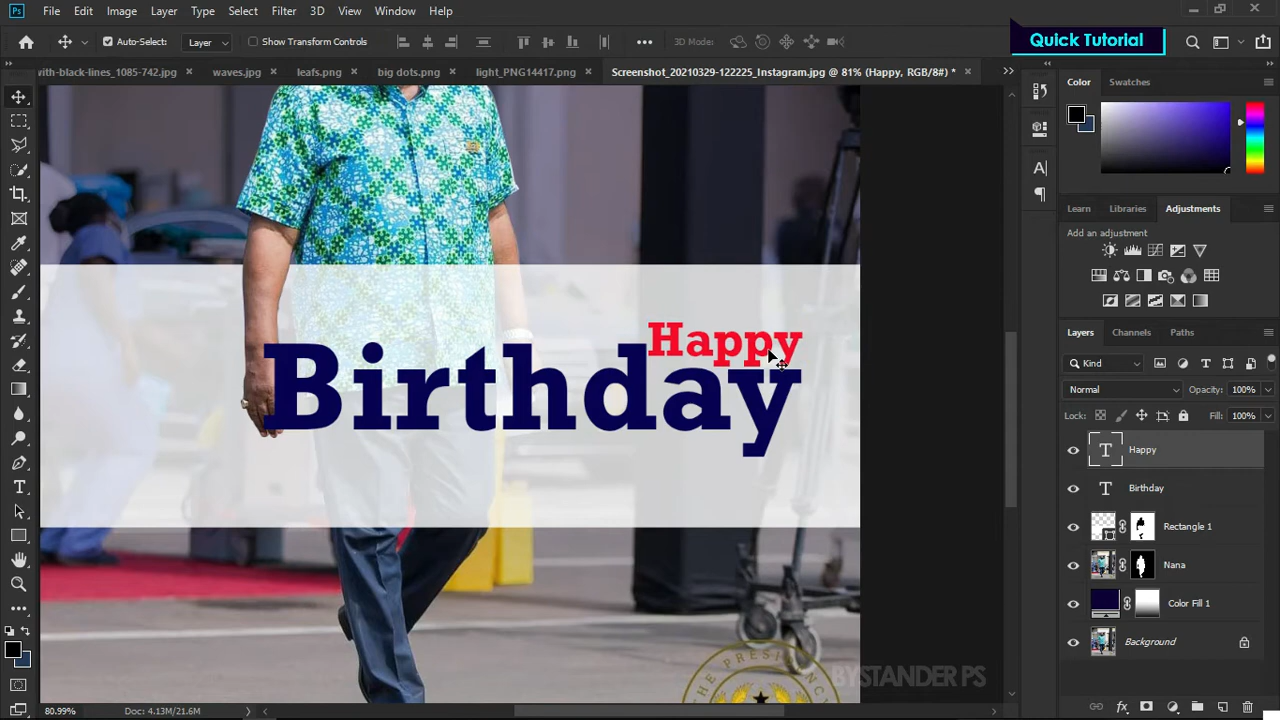 Ps File Edit Image Layer Type Select Filter 3D View Window Help
Quick Tutorial
Auto-Select: Layer Show Transform Controls 3D Mode:
with-black-lines_1085-742.jpg × waves.jpg × leafs.png × big dots.png × light_PNG14417.png × Screenshot_20210329-122225_Instagram.jpg @ 81% (Happy, RGB/8#) * ×
Color Swatches
Learn Libraries Adjustments
Add an adjustment
Layers Channels Paths
Kind
Normal Opacity: 100%
Lock: Fill: 100%
T Happy
T Birthday
Rectangle 1
Nana
Color Fill 1
Background
Happy
Birthday
THE PRESIDENC
BYSTANDER PS
80.99% Doc: 4.13M/21.6M